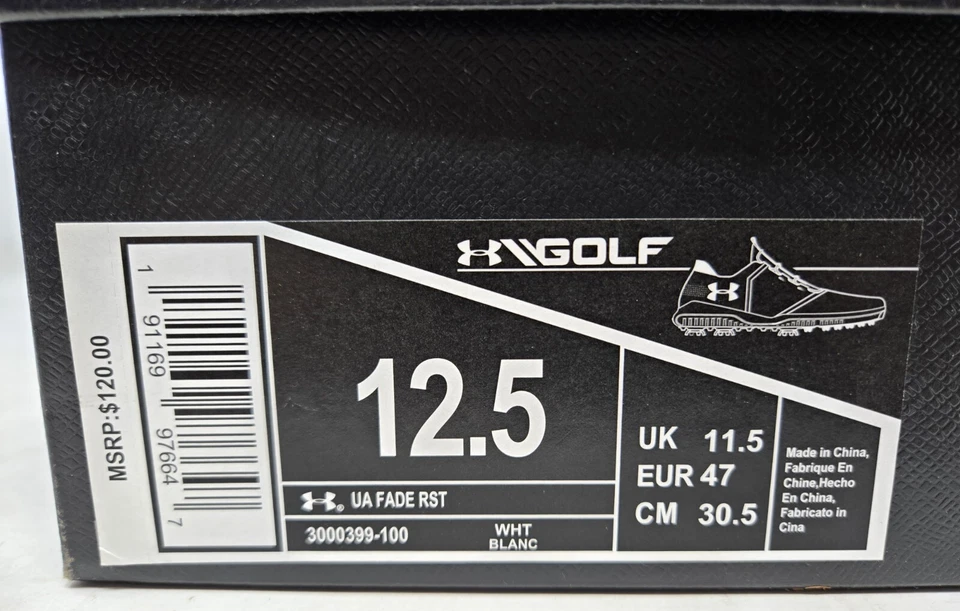 MSRP:$120.00
1 91169 97664 7
GOLF
12.5
UA FADE RST
3000399-100
WHT
BLANC
UK 11.5
EUR 47
CM 30.5
Made in China,
Fabrique En
Chine,Hecho
En China,
Fabricato in
Cina